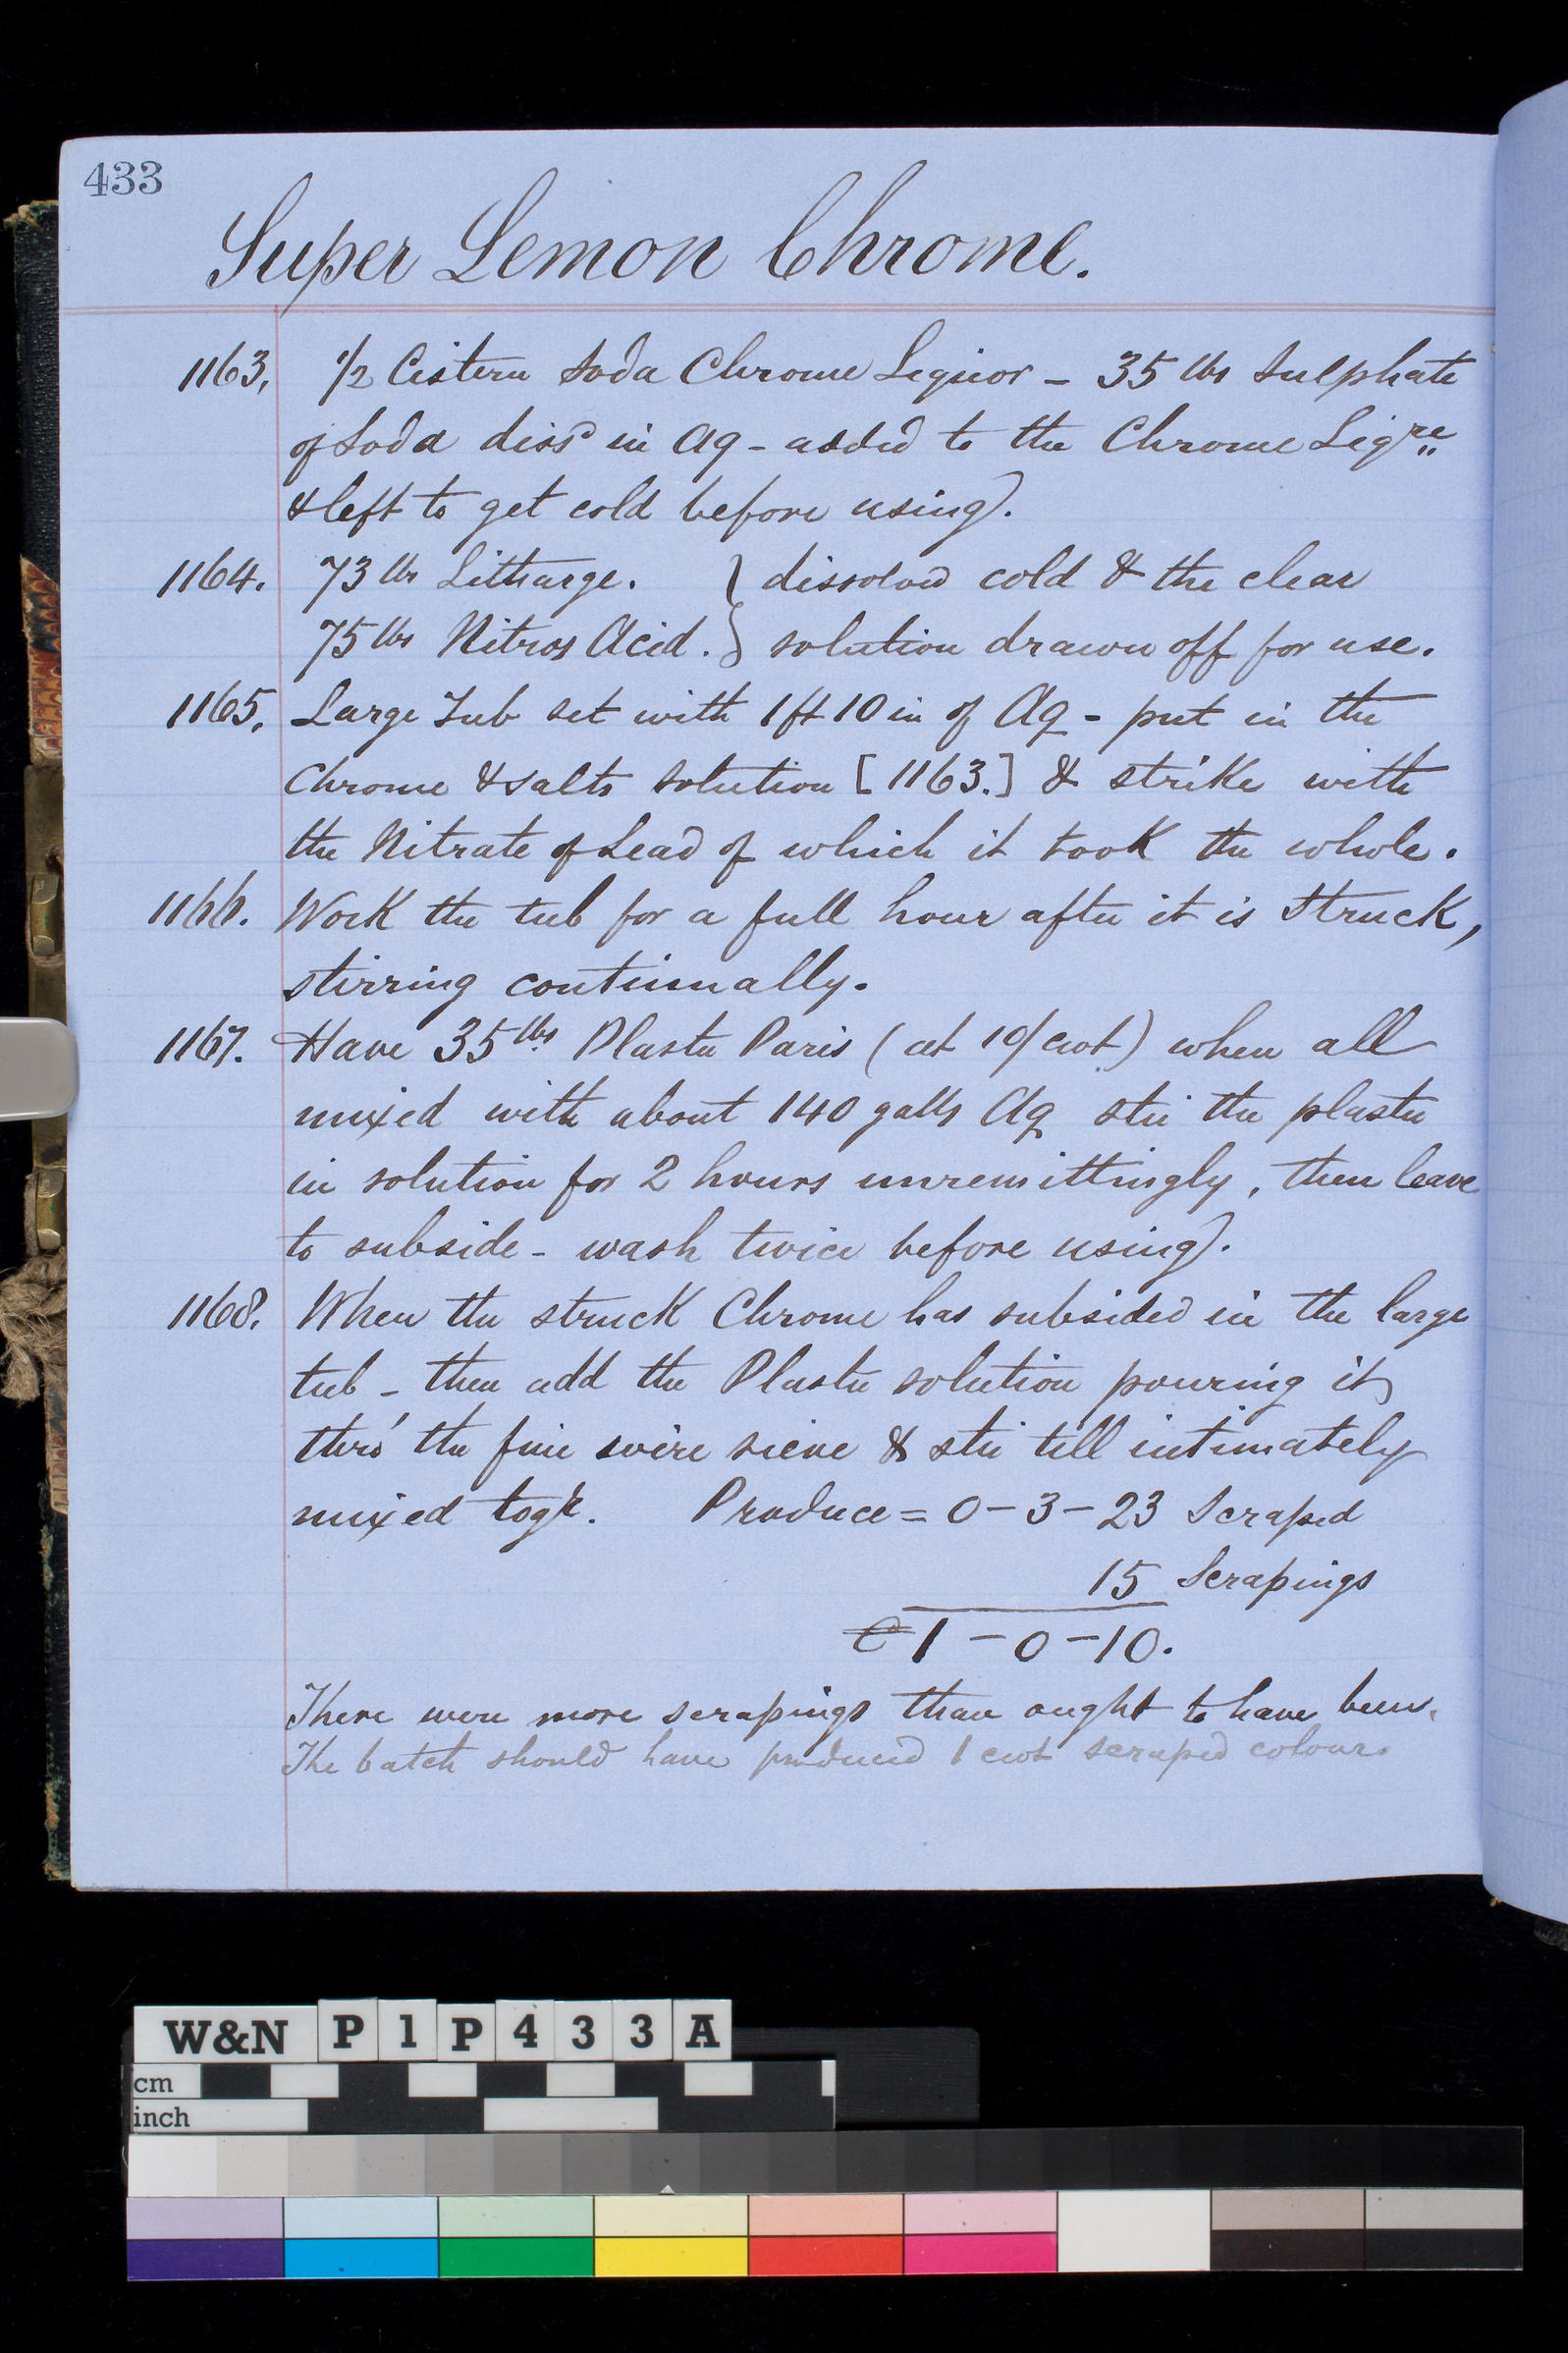 433
Super Lemon Chrome.
1163. 1/2 Cistern Soda Chrome Liquor - 35 lbs Sulphate
of Soda dissd in Aq - added to the Chrome Liqre
& left to get cold before using).
1164. 73 lbs Litharge. } dissolved cold & the clear
75 lbs Nitros Acid. } solution drawn off for use.
1165. Large Tub set with 1 ft 10 in of Aq - put in the
Chrome & salts solution [1163.] & strike with
the Nitrate of Lead of which it took the whole.
1166. Work the tub for a full hour after it is struck,
stirring continually.
1167. Have 35 lbs Plaster Paris (at 10/cwt) when all
mixed with about 140 galls Aq stir the plaster
in solution for 2 hours unremittingly, then leave
to subside - wash twice before using).
1168. When the struck Chrome has subsided in the large
tub - then add the Plaster solution pouring it
thro' the fine wire sieve & stir till intimately
mixed togr. Produce = 0-3-23 Scraped
15 Scrapings
C 1-0-10.
There were more scrapings than ought to have been.
The batch should have produced 1 cwt scraped colour.
W&N P1P433A
cm
inch